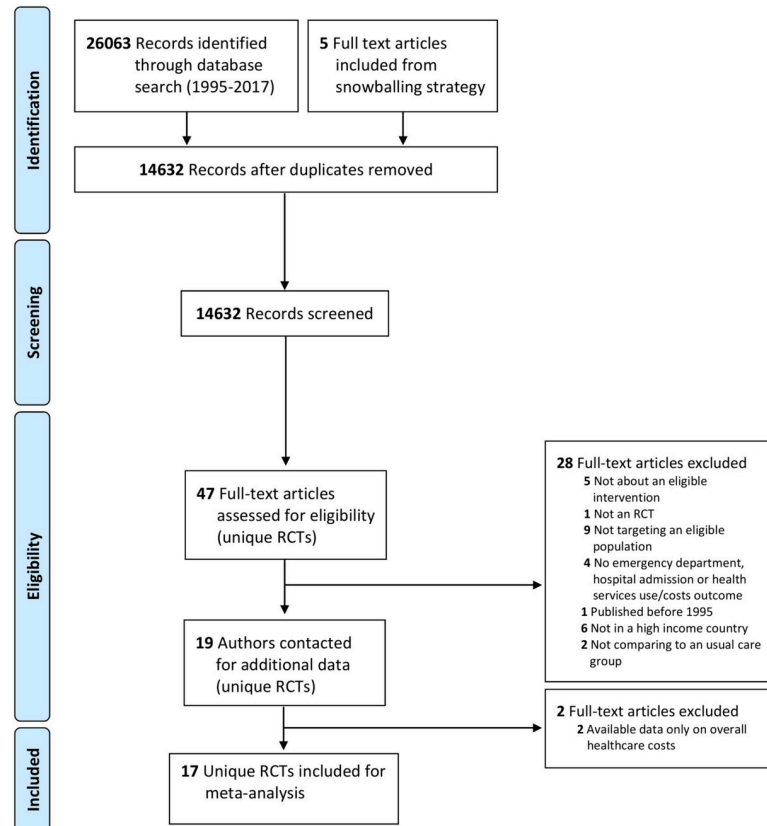 Identification
26063 Records identified
through database
search (1995-2017)
5 Full text articles
included from
snowballing strategy
14632 Records after duplicates removed
Screening
14632 Records screened
Eligibility
47 Full-text articles
assessed for eligibility
(unique RCTs)
28 Full-text articles excluded
5 Not about an eligible
intervention
1 Not an RCT
9 Not targeting an eligible
population
4 No emergency department,
hospital admission or health
services use/costs outcome
1 Published before 1995
6 Not in a high income country
2 Not comparing to an usual care
group
19 Authors contacted
for additional data
(unique RCTs)
2 Full-text articles excluded
2 Available data only on overall
healthcare costs
Included
17 Unique RCTs included for
meta-analysis